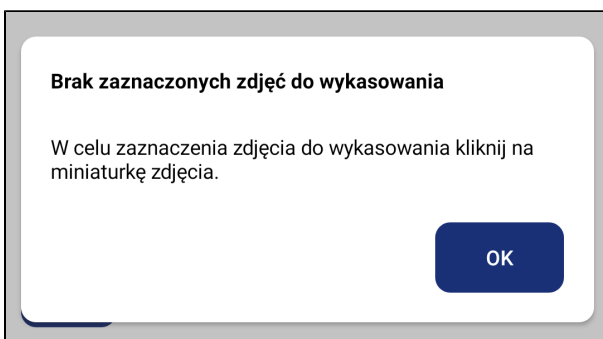 Brak zaznaczonych zdjęć do wykasowania
W celu zaznaczenia zdjęcia do wykasowania kliknij na
miniaturkę zdjęcia.
OK